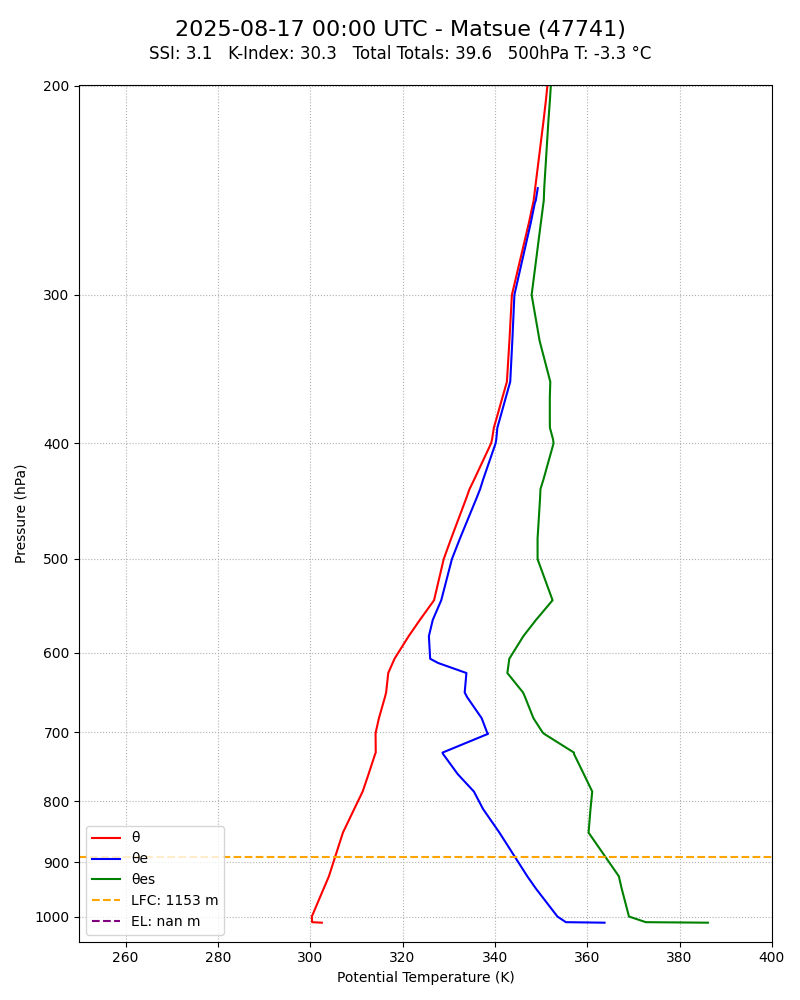 2025-08-17 00:00 UTC - Matsue (47741)
SSI: 3.1   K-Index: 30.3   Total Totals: 39.6   500hPa T: -3.3 °C
200
300
400
500
600
700
800
900
1000
Pressure (hPa)
θ
θe
θes
LFC: 1153 m
EL: nan m
260 280 300 320 340 360 380 400
Potential Temperature (K)